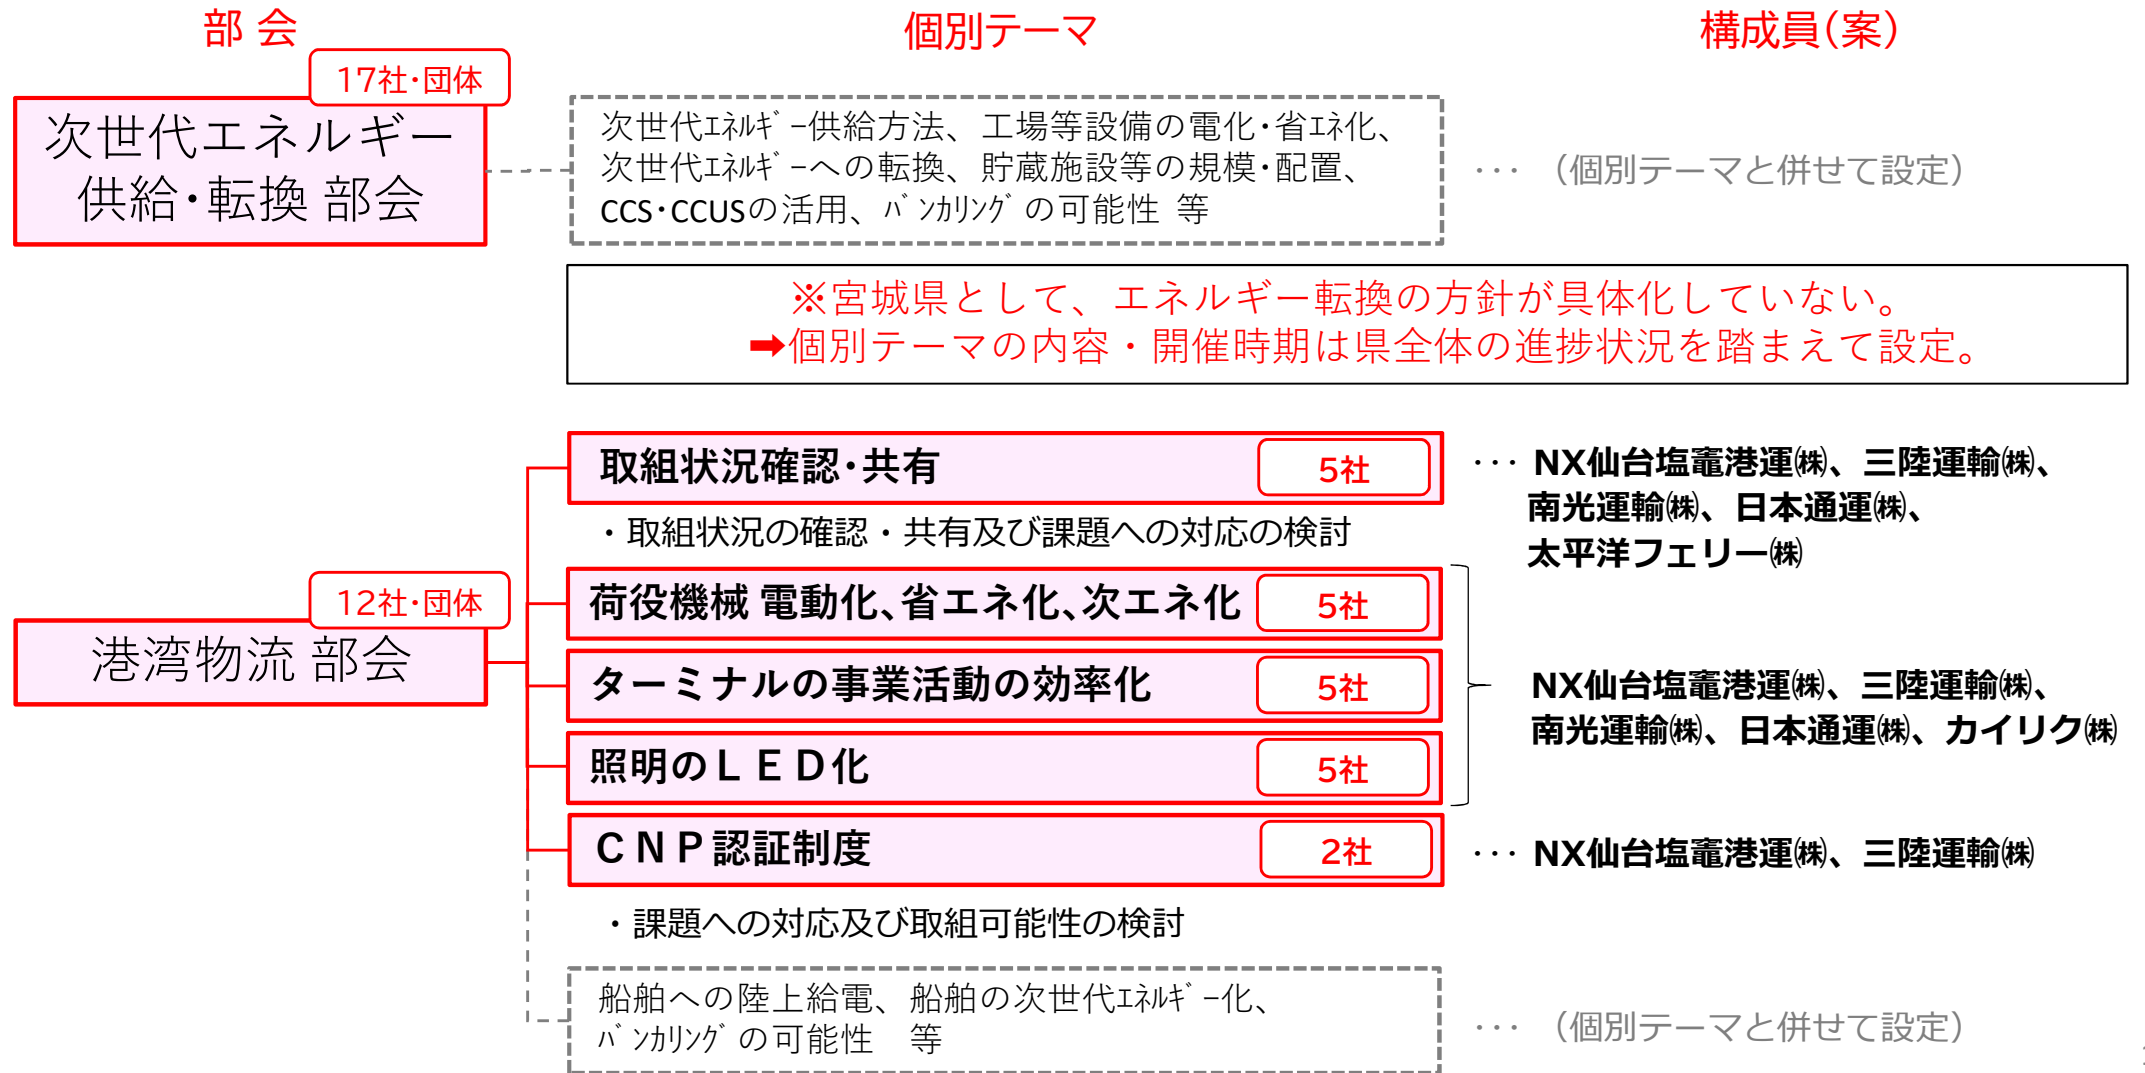 部 会
個別テーマ
構成員（案）
17社・団体
次世代エネルギー
供給・転換 部会
次世代ｴﾈﾙｷﾞｰ供給方法、工場等設備の電化・省ｴﾈ化、
次世代ｴﾈﾙｷﾞｰへの転換、貯蔵施設等の規模・配置、
CCS・CCUSの活用、ﾊﾞﾝｶﾘﾝｸﾞの可能性 等
…（個別テーマと併せて設定）
※宮城県として、エネルギー転換の方針が具体化していない。
➡個別テーマの内容・開催時期は県全体の進捗状況を踏まえて設定。
取組状況確認・共有
5社
… NX仙台塩竈港運㈱、三陸運輸㈱、
南光運輸㈱、日本通運㈱、
太平洋フェリー㈱
・取組状況の確認・共有及び課題への対応の検討
12社・団体
港湾物流 部会
荷役機械 電動化、省エネ化、次エネ化
5社
ターミナルの事業活動の効率化
5社
照明のＬＥＤ化
5社
NX仙台塩竈港運㈱、三陸運輸㈱、
南光運輸㈱、日本通運㈱、カイリク㈱
ＣＮＰ認証制度
2社
… NX仙台塩竈港運㈱、三陸運輸㈱
・課題への対応及び取組可能性の検討
船舶への陸上給電、船舶の次世代ｴﾈﾙｷﾞｰ化、
ﾊﾞﾝｶﾘﾝｸﾞの可能性　等
…（個別テーマと併せて設定）